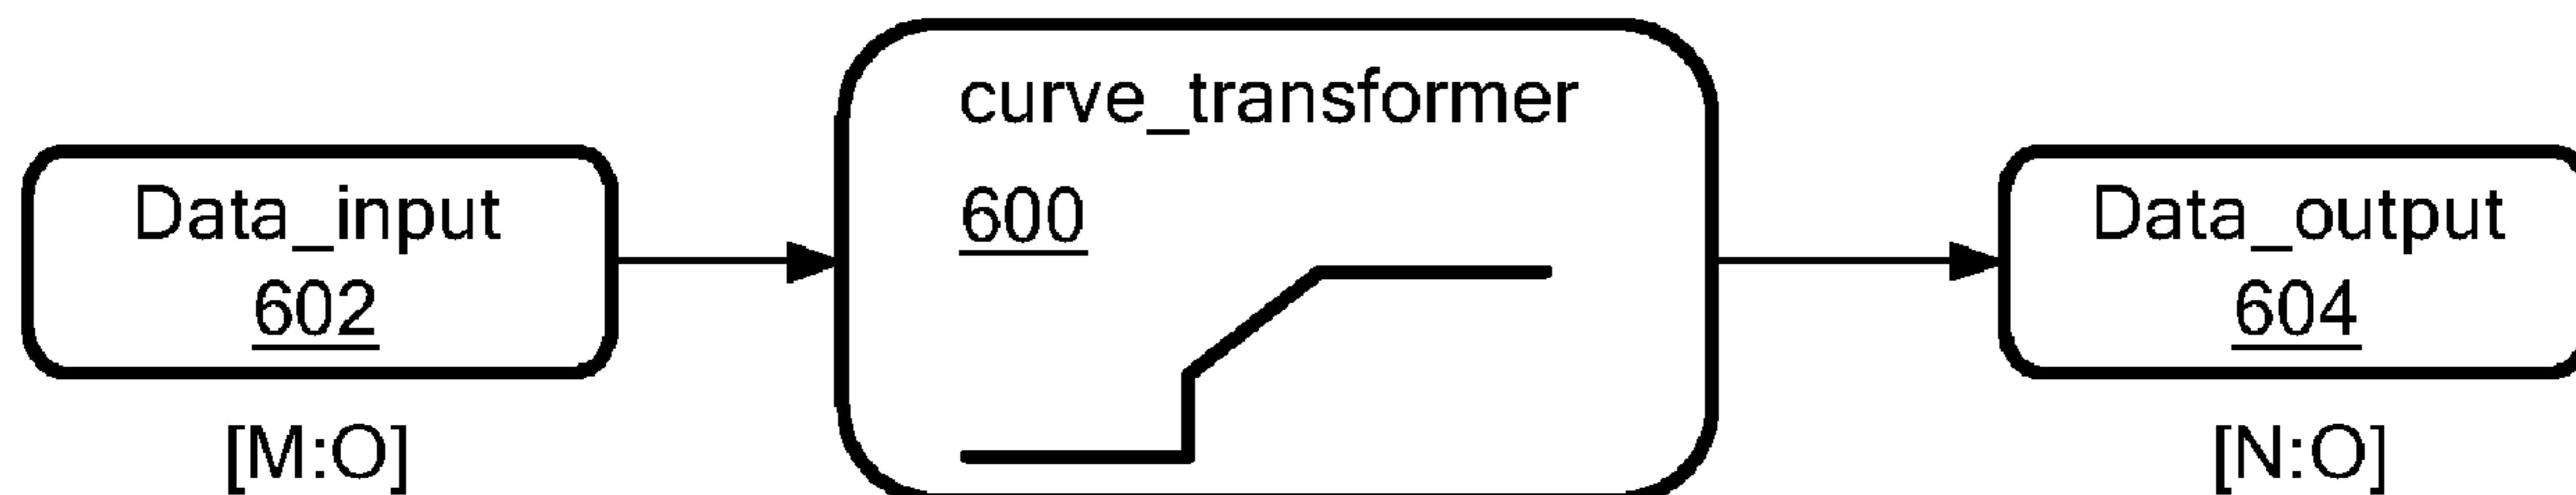 curve_transformer
600
Data_input
602
[M:O]
Data_output
604
[N:O]